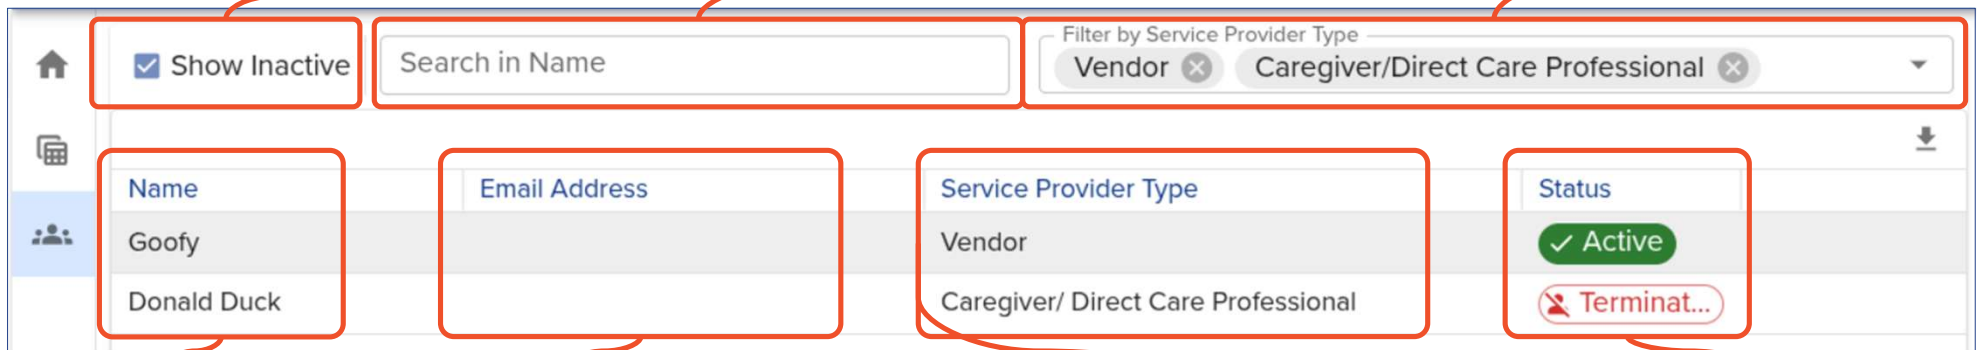 Show Inactive
Search in Name
Filter by Service Provider Type
Vendor Caregiver/Direct Care Professional
Name Email Address Service Provider Type Status
Goofy Vendor Active
Donald Duck Caregiver/ Direct Care Professional Terminat...